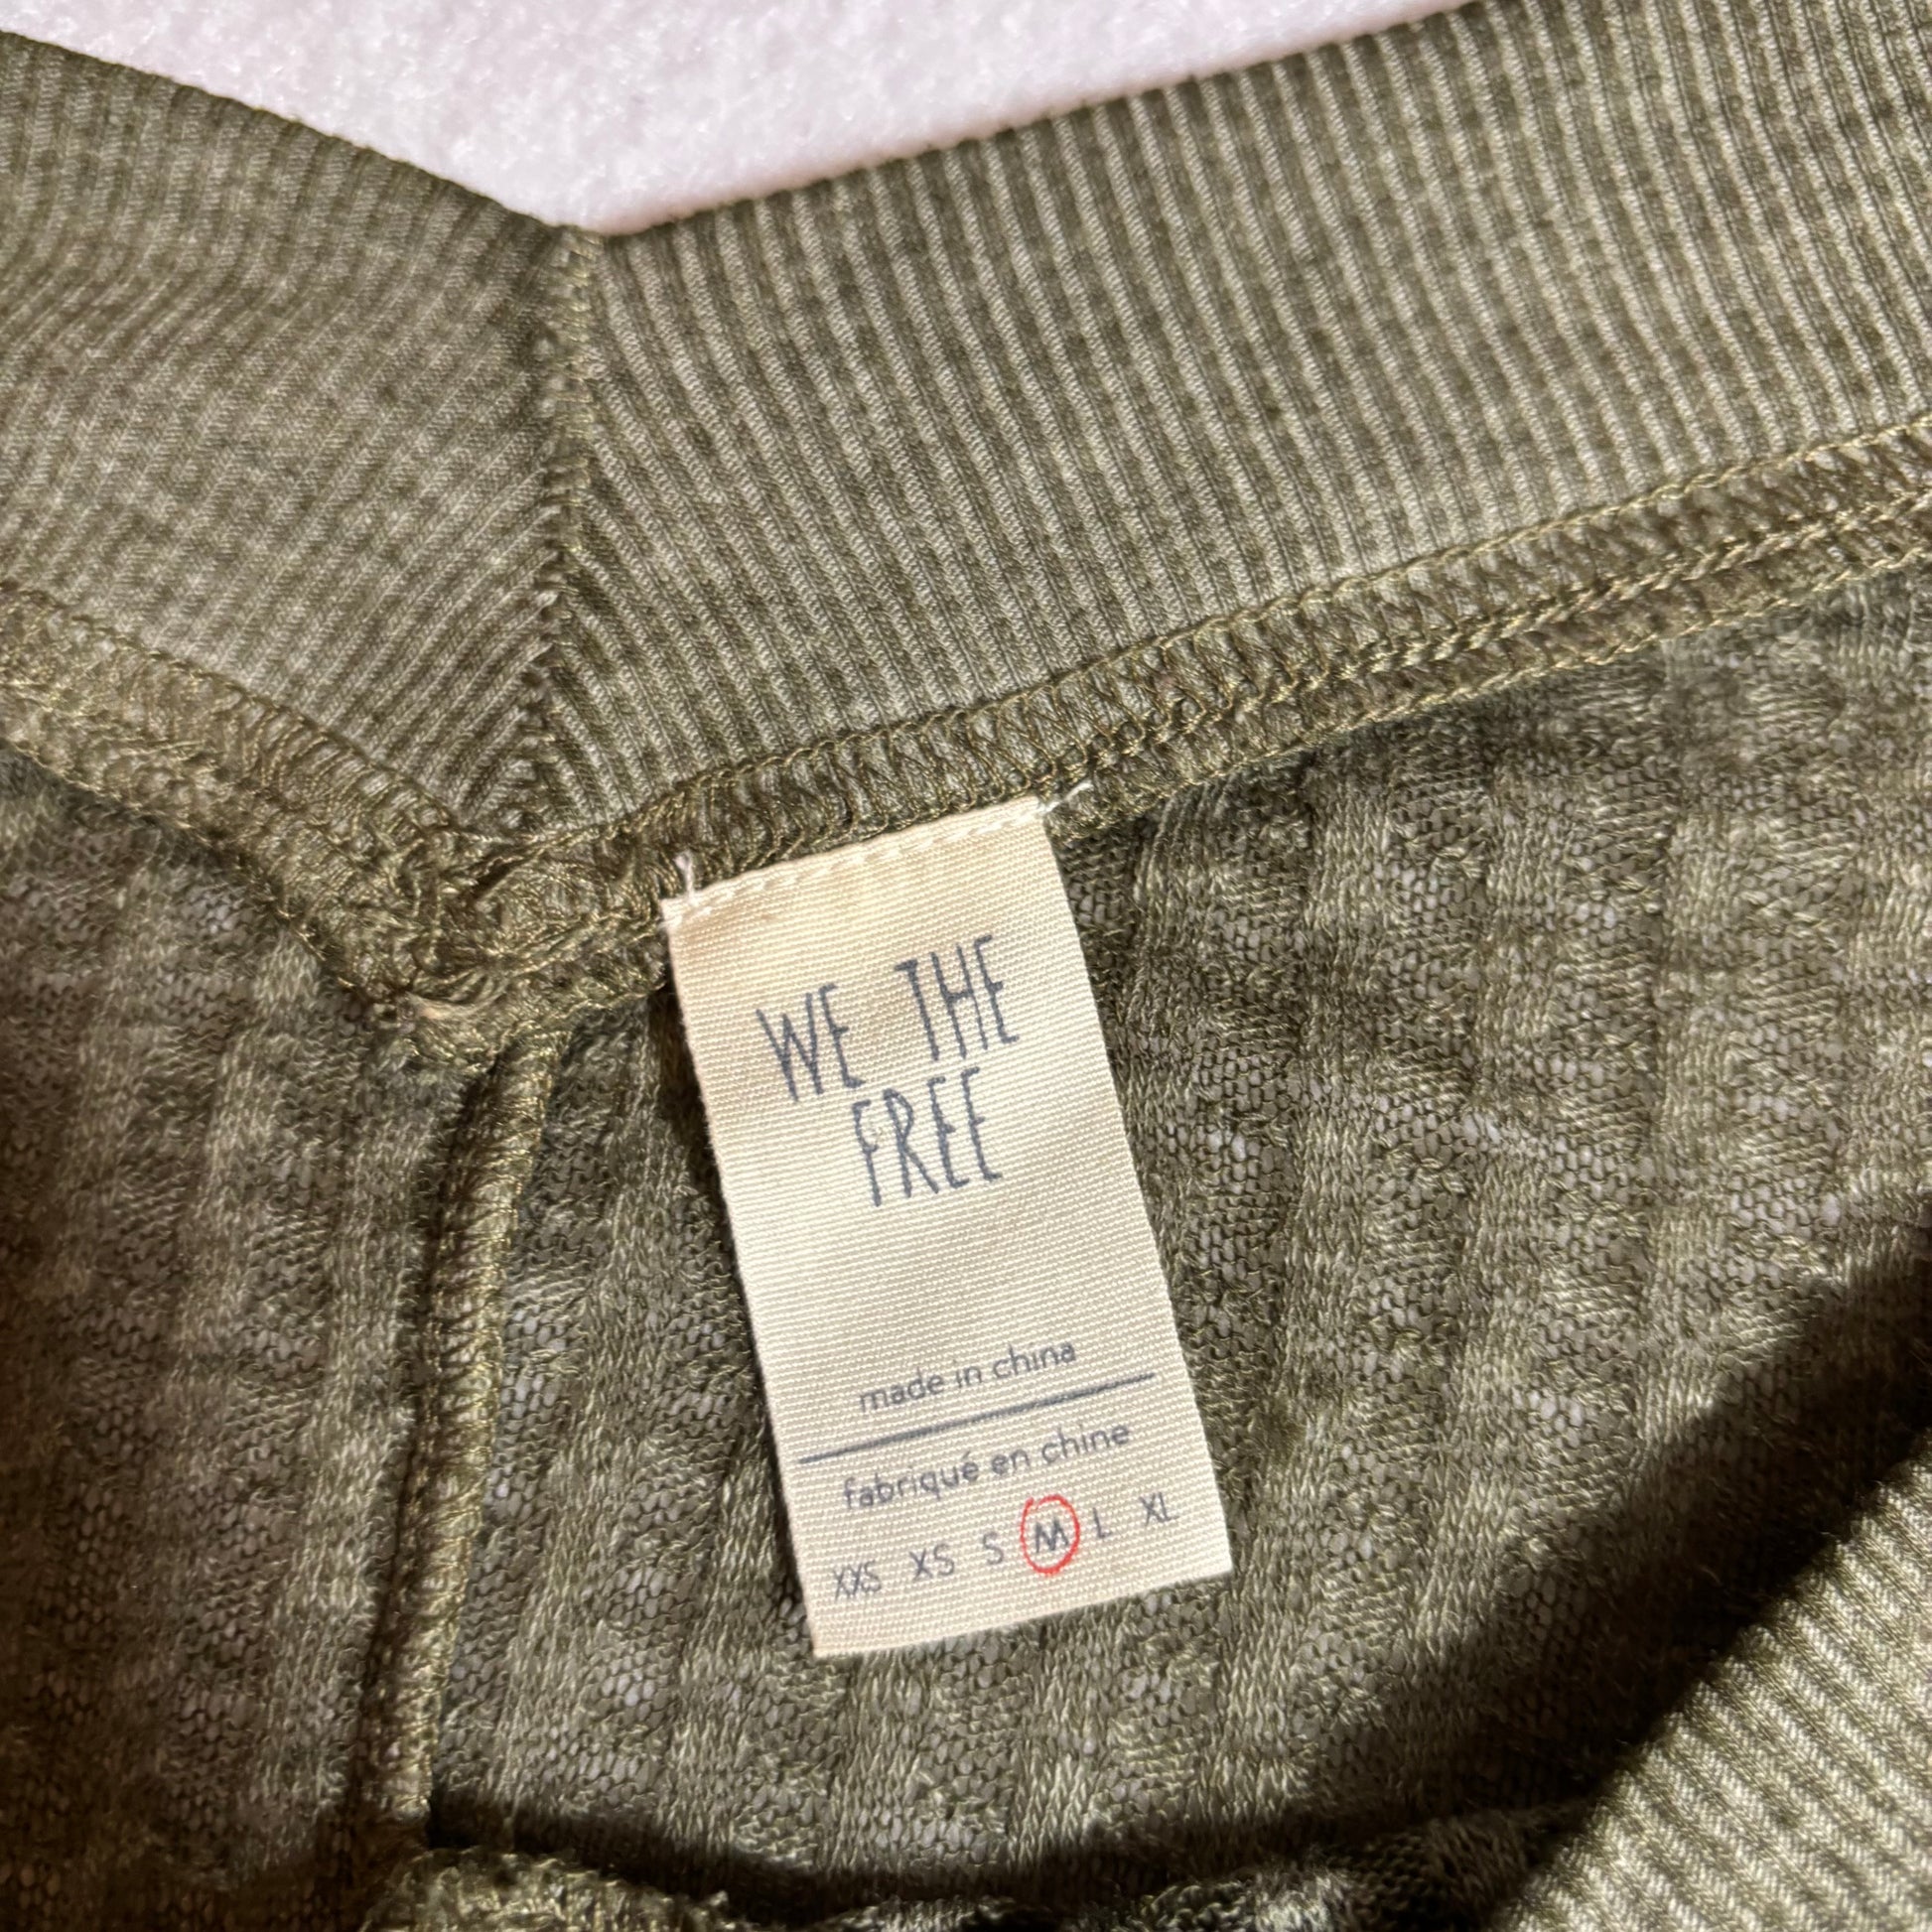 WE THE
FREE
made in china
fabriqué en chine
XXS XS S M L XL